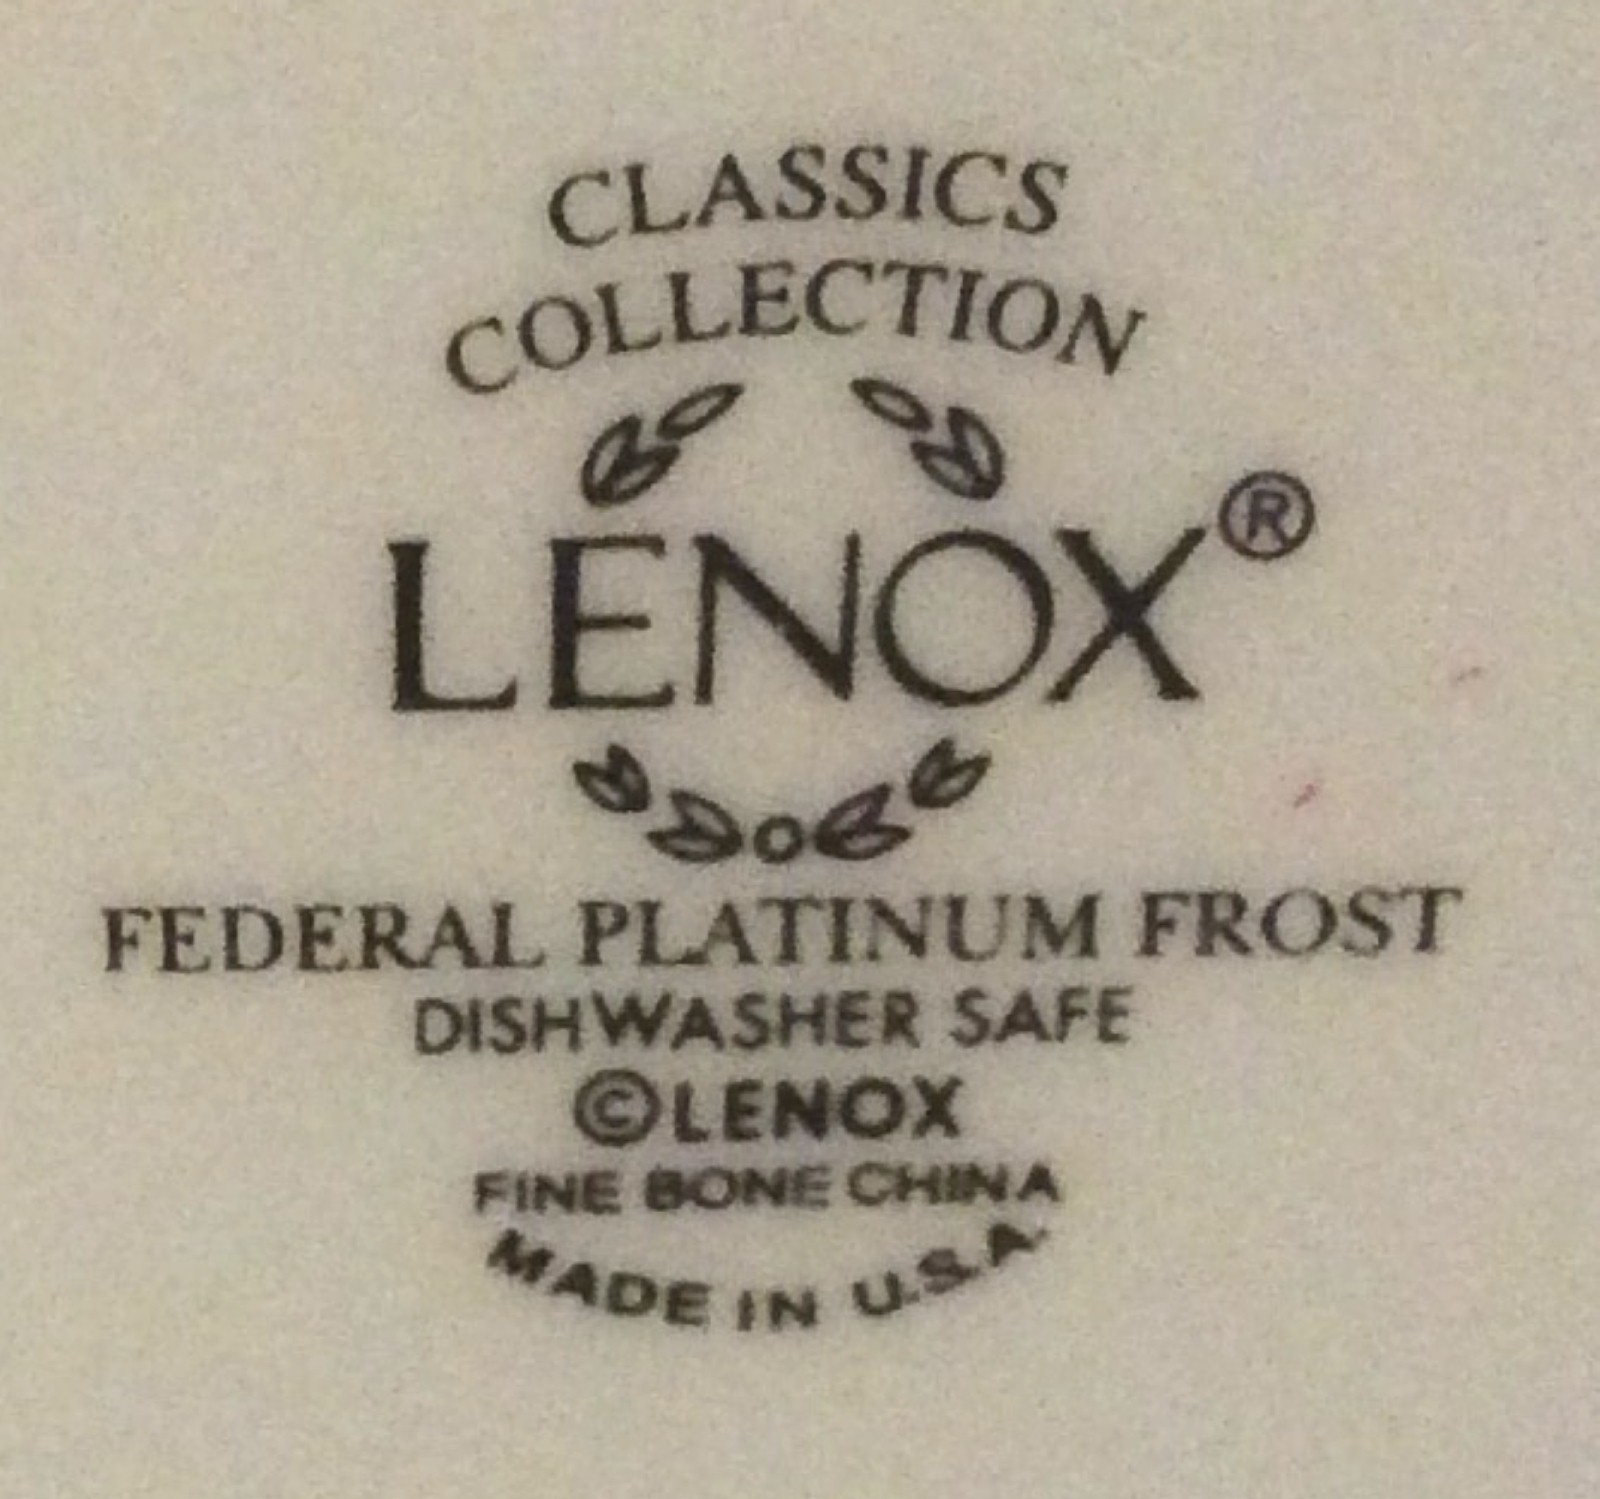 CLASSICS
COLLECTION
LENOX®
FEDERAL PLATINUM FROST
DISHWASHER SAFE
©LENOX
FINE BONE CHINA
MADE IN U.S.A.